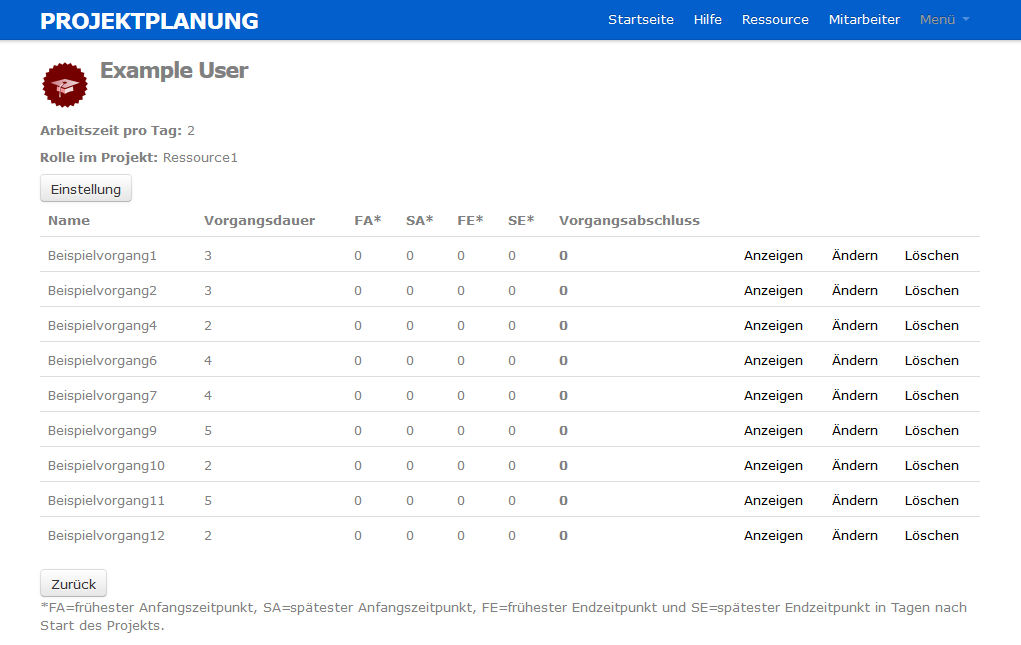 PROJEKTPLANUNG Startseite Hilfe Ressource Mitarbeiter Menü
Example User
Arbeitszeit pro Tag: 2
Rolle im Projekt: Ressource1
Einstellung
Name Vorgangsdauer FA* SA* FE* SE* Vorgangsabschluss
Beispielvorgang1 3 0 0 0 0 0 Anzeigen Ändern Löschen
Beispielvorgang2 3 0 0 0 0 0 Anzeigen Ändern Löschen
Beispielvorgang4 2 0 0 0 0 0 Anzeigen Ändern Löschen
Beispielvorgang6 4 0 0 0 0 0 Anzeigen Ändern Löschen
Beispielvorgang7 4 0 0 0 0 0 Anzeigen Ändern Löschen
Beispielvorgang9 5 0 0 0 0 0 Anzeigen Ändern Löschen
Beispielvorgang10 2 0 0 0 0 0 Anzeigen Ändern Löschen
Beispielvorgang11 5 0 0 0 0 0 Anzeigen Ändern Löschen
Beispielvorgang12 2 0 0 0 0 0 Anzeigen Ändern Löschen
Zurück
*FA=frühester Anfangszeitpunkt, SA=spätester Anfangszeitpunkt, FE=frühester Endzeitpunkt und SE=spätester Endzeitpunkt in Tagen nach
Start des Projekts.